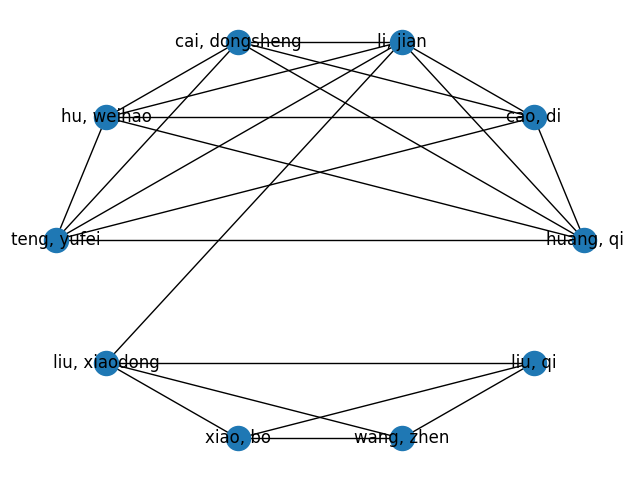 cai, dongsheng
li, jian
hu, weihao
cao, di
teng, yufei
huang, qi
liu, xiaodong
liu, qi
xiao, bo
wang, zhen